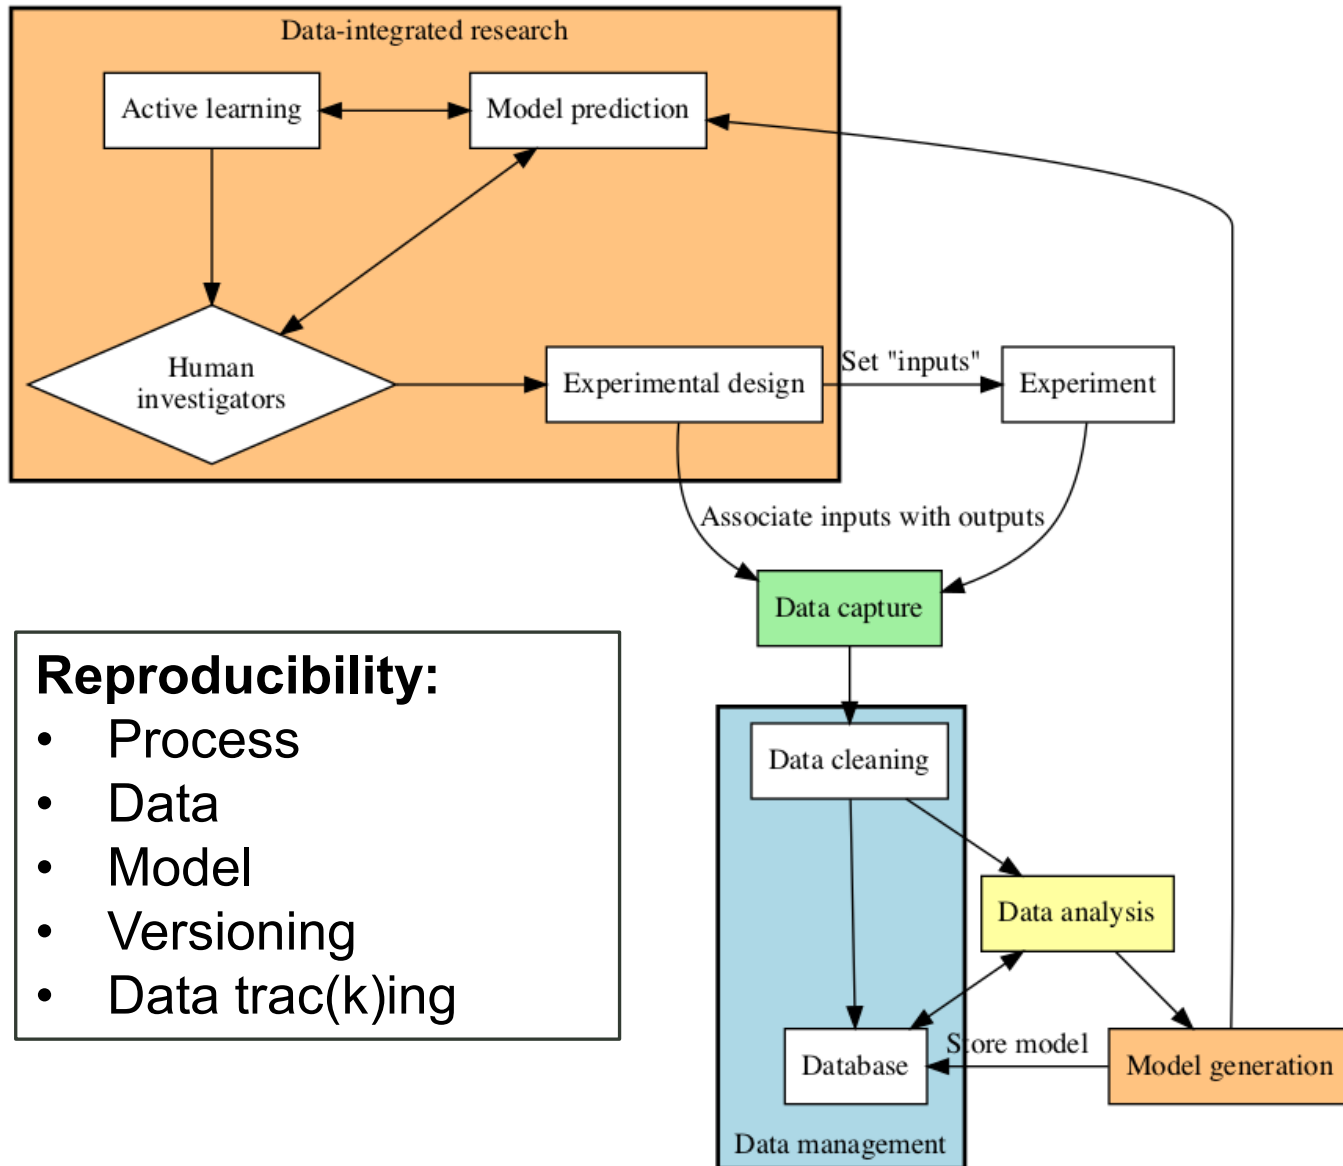 Data-integrated research
Active learning
Model prediction
Human
investigators
Experimental design
Set "inputs"
Experiment
Associate inputs with outputs
Data capture
Reproducibility:
• Process
• Data
• Model
• Versioning
• Data trac(k)ing
Data cleaning
Data analysis
Database
Store model
Model generation
Data management